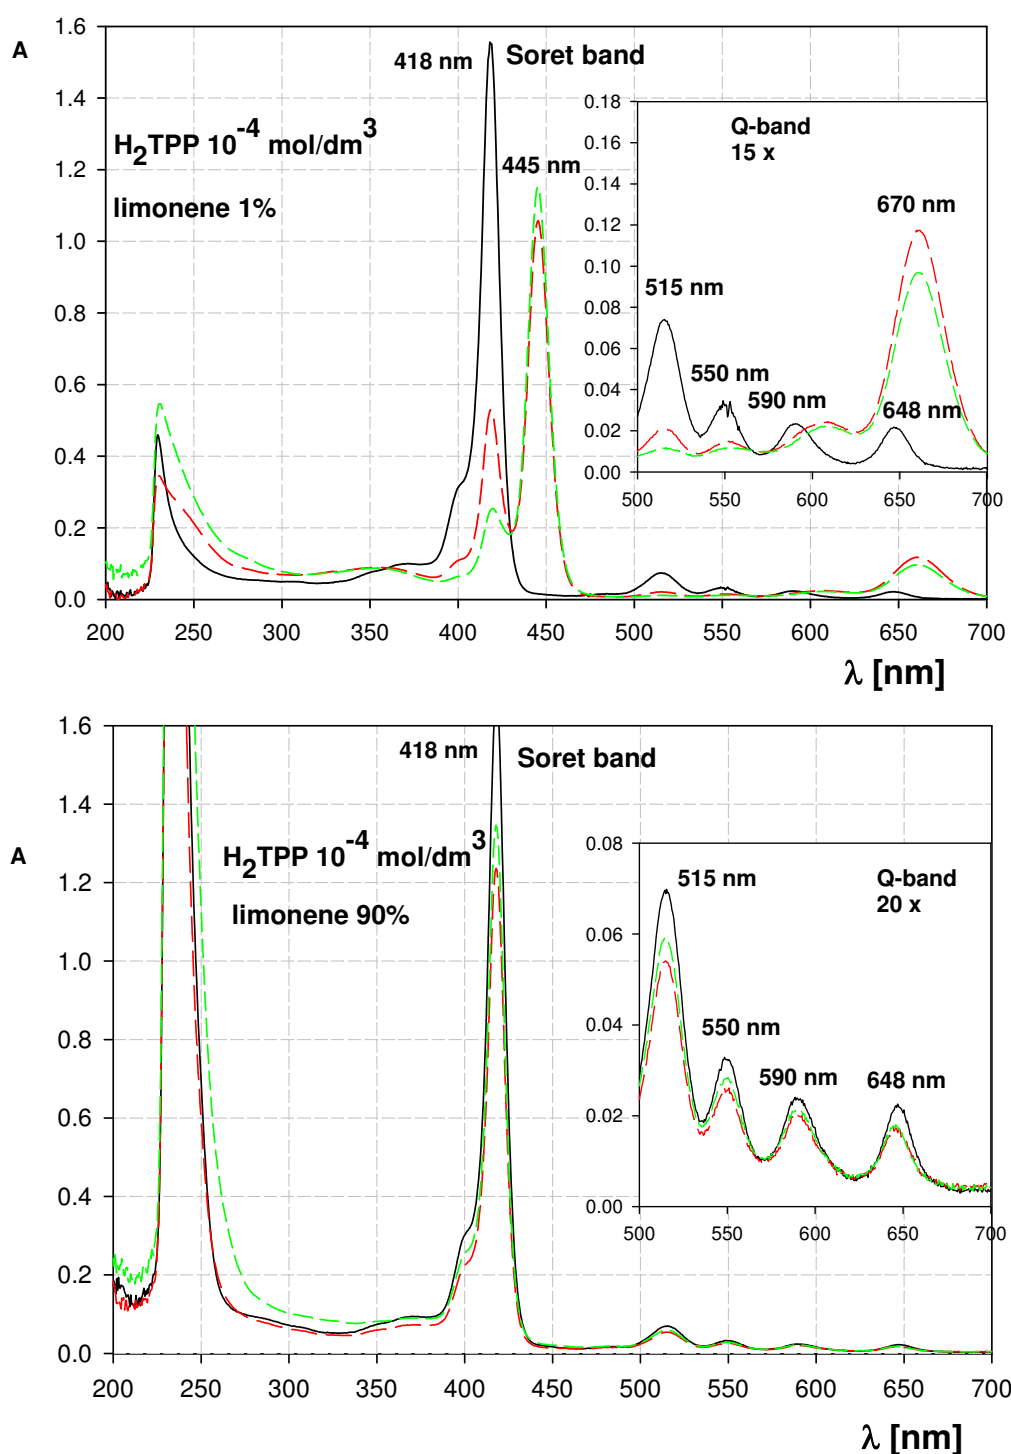 A
1.6
1.4
1.2
1.0
0.8
0.6
0.4
0.2
0.0
418 nm
Soret band
H2TPP 10-4 mol/dm3
limonene 1%
445 nm
0.18
0.16
0.14
0.12
0.10
0.08
0.06
0.04
0.02
0.00
Q-band
15 x
670 nm
515 nm
550 nm
590 nm
648 nm
500 550 600 650 700
200 250 300 350 400 450 500 550 600 650 700
λ [nm]
A
1.6
1.4
1.2
1.0
0.8
0.6
0.4
0.2
0.0
418 nm
Soret band
H2TPP 10-4 mol/dm3
limonene 90%
0.08
0.06
0.04
0.02
0.00
515 nm
Q-band
20 x
550 nm
590 nm
648 nm
500 550 600 650 700
200 250 300 350 400 450 500 550 600 650 700
λ [nm]